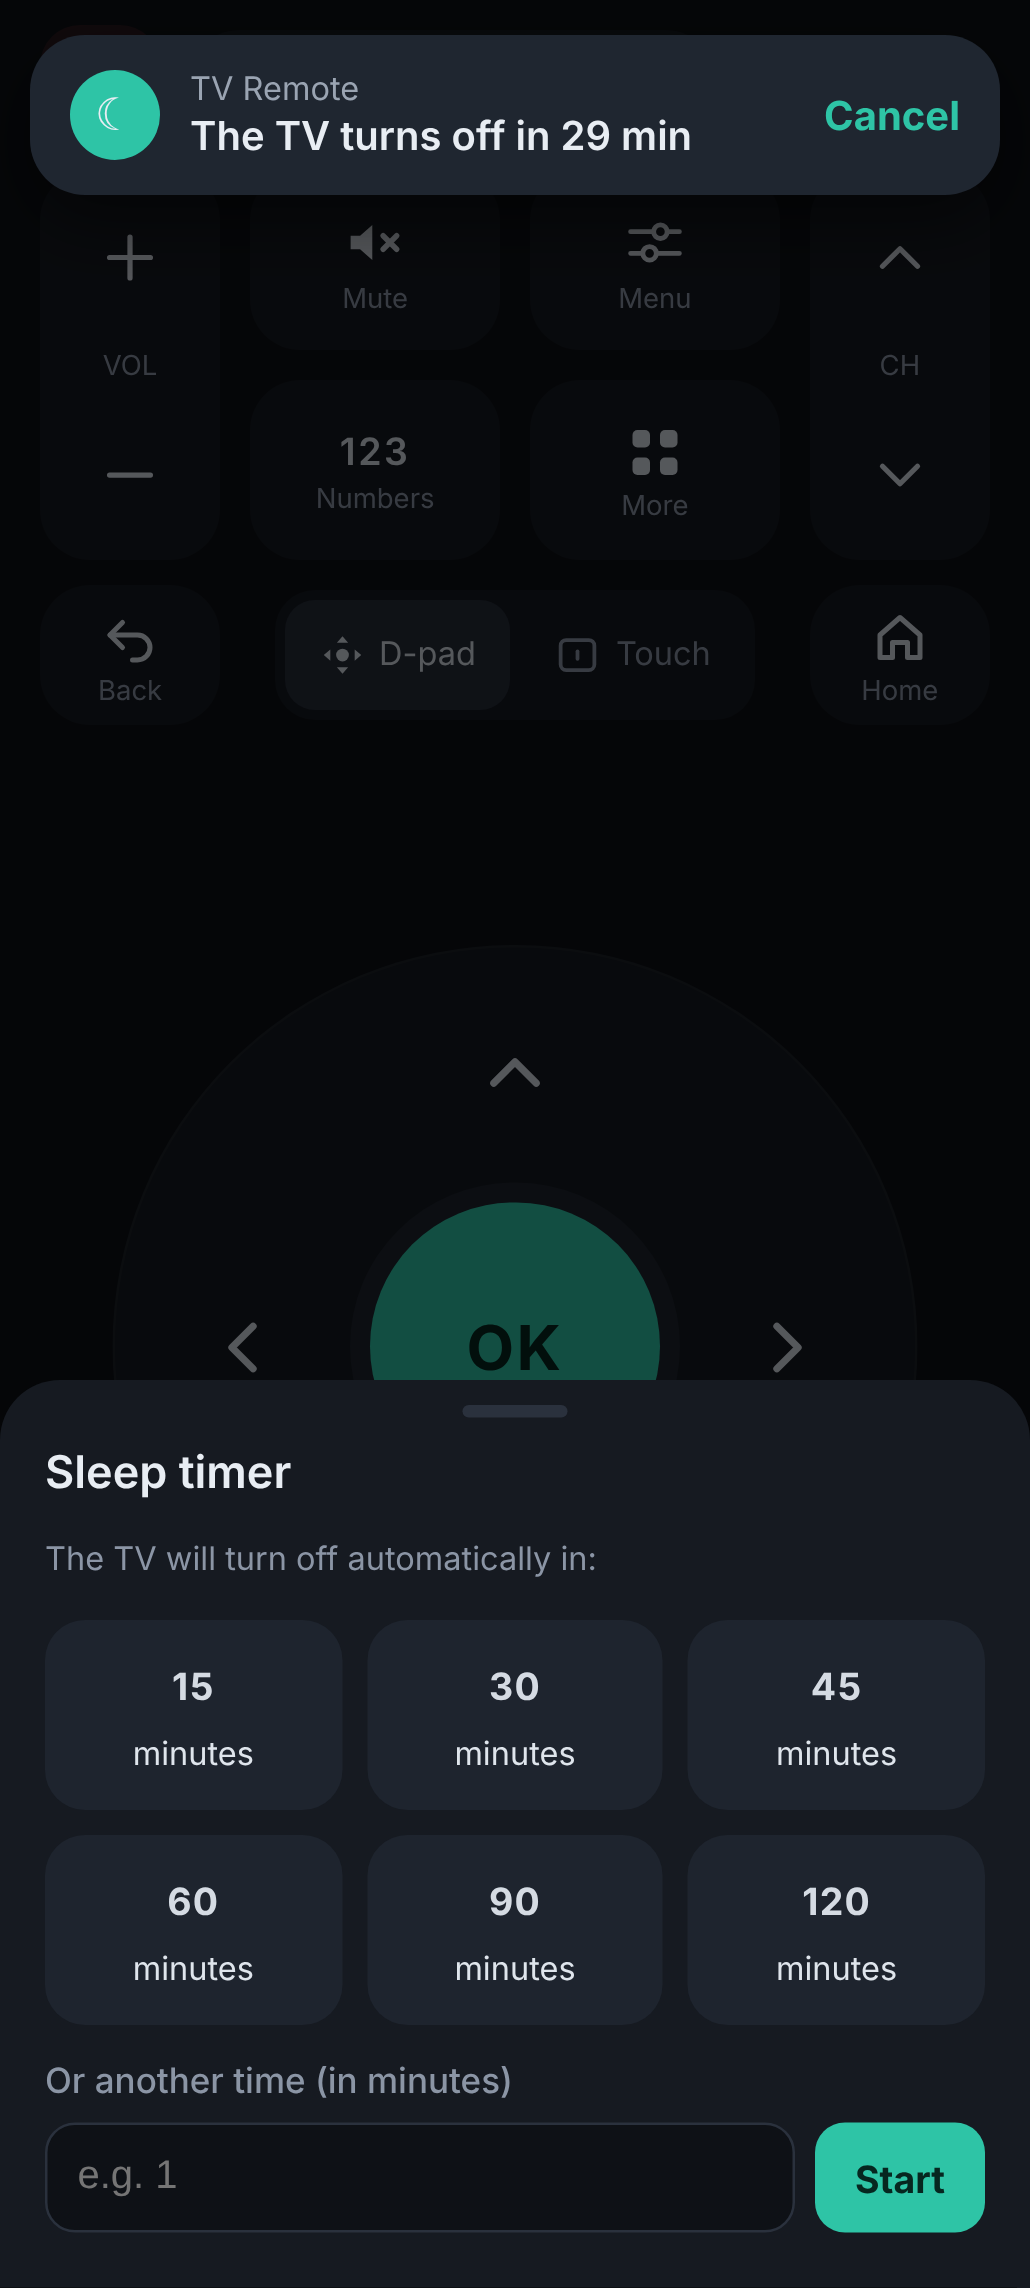 TV Remote
The TV turns off in 29 min
Cancel
Mute
Menu
VOL
CH
123
Numbers
More
Back
D-pad
Touch
Home
OK
Sleep timer
The TV will turn off automatically in:
15
minutes
30
minutes
45
minutes
60
minutes
90
minutes
120
minutes
Or another time (in minutes)
e.g. 1
Start